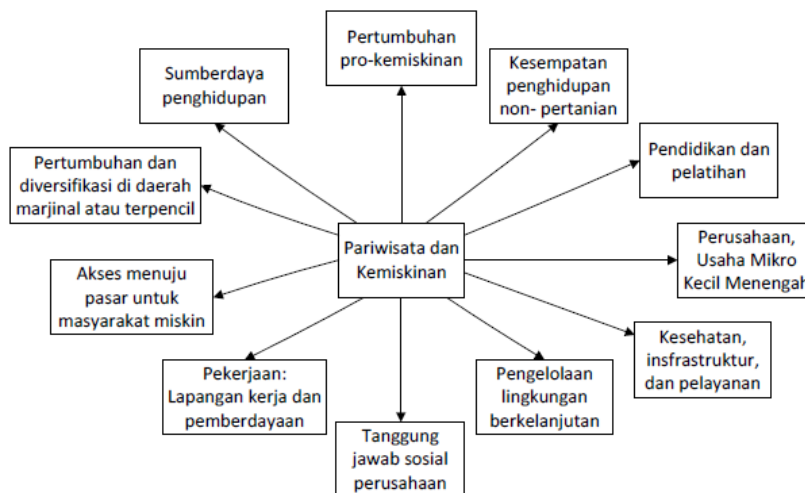 Pertumbuhan
pro-kemiskinan
Sumberdaya
penghidupan
Kesempatan
penghidupan
non- pertanian
Pertumbuhan dan
diversifikasi di daerah
marjinal atau terpencil
Pendidikan dan
pelatihan
Pariwisata dan
Kemiskinan
Perusahaan,
Usaha Mikro
Kecil Menengah
Akses menuju
pasar untuk
masyarakat miskin
Kesehatan,
insfrastruktur,
dan pelayanan
Pekerjaan:
Lapangan kerja dan
pemberdayaan
Pengelolaan
lingkungan
berkelanjutan
Tanggung
jawab sosial
perusahaan